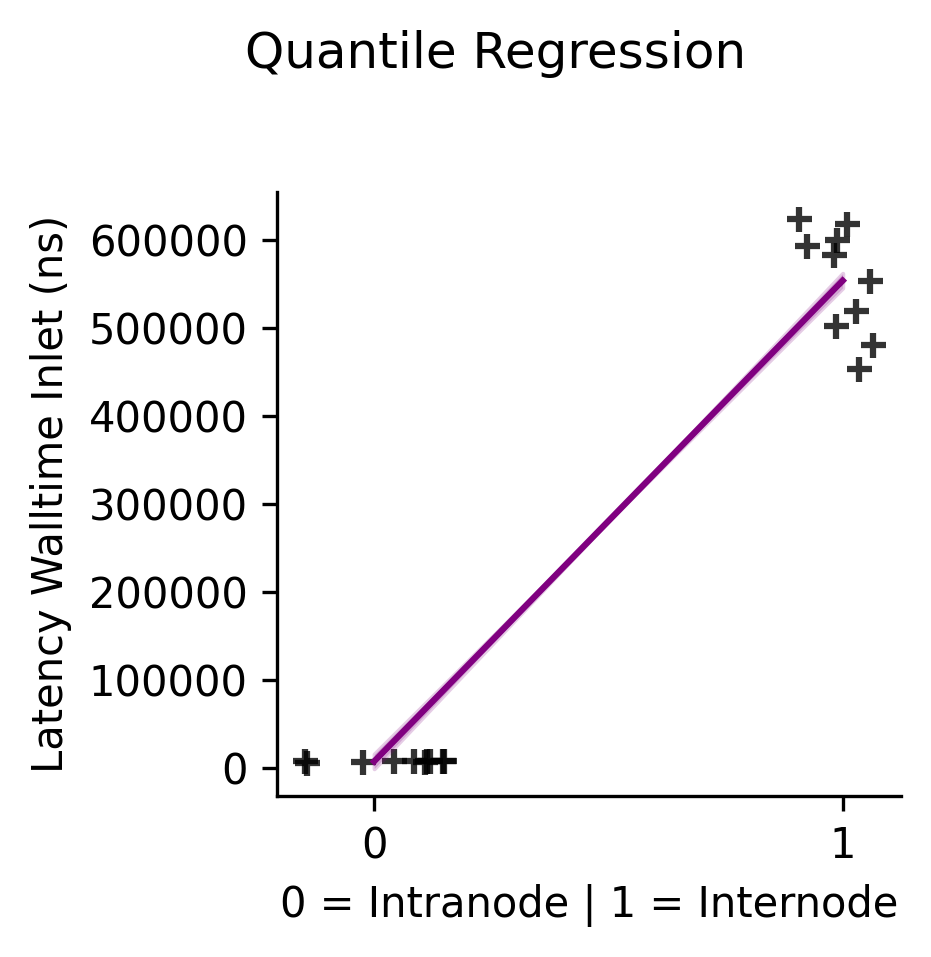 Quantile Regression
Latency Walltime Inlet (ns)
600000
500000
400000
300000
200000
100000
0
0 1
0 = Intranode | 1 = Internode